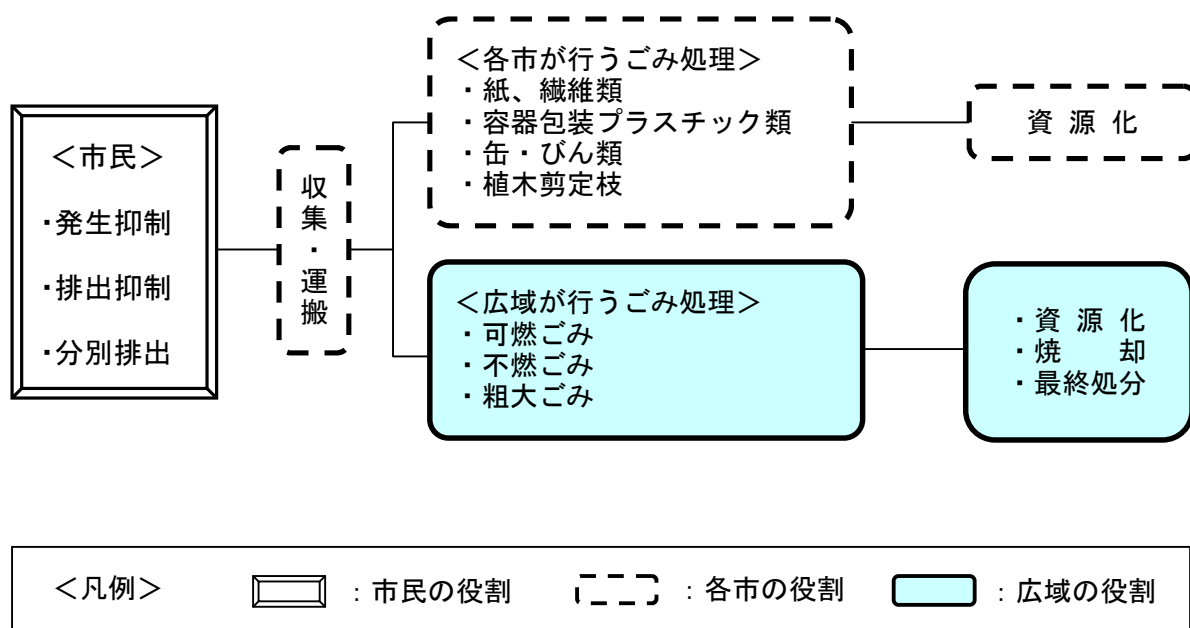 ＜市民＞
・発生抑制
・排出抑制
・分別排出
収集・運搬
＜各市が行うごみ処理＞
・紙、繊維類
・容器包装プラスチック類
・缶・びん類
・植木剪定枝
資 源 化
＜広域が行うごみ処理＞
・可燃ごみ
・不燃ごみ
・粗大ごみ
・資 源 化
・焼　　却
・最終処分
＜凡例＞
：市民の役割
：各市の役割
：広域の役割